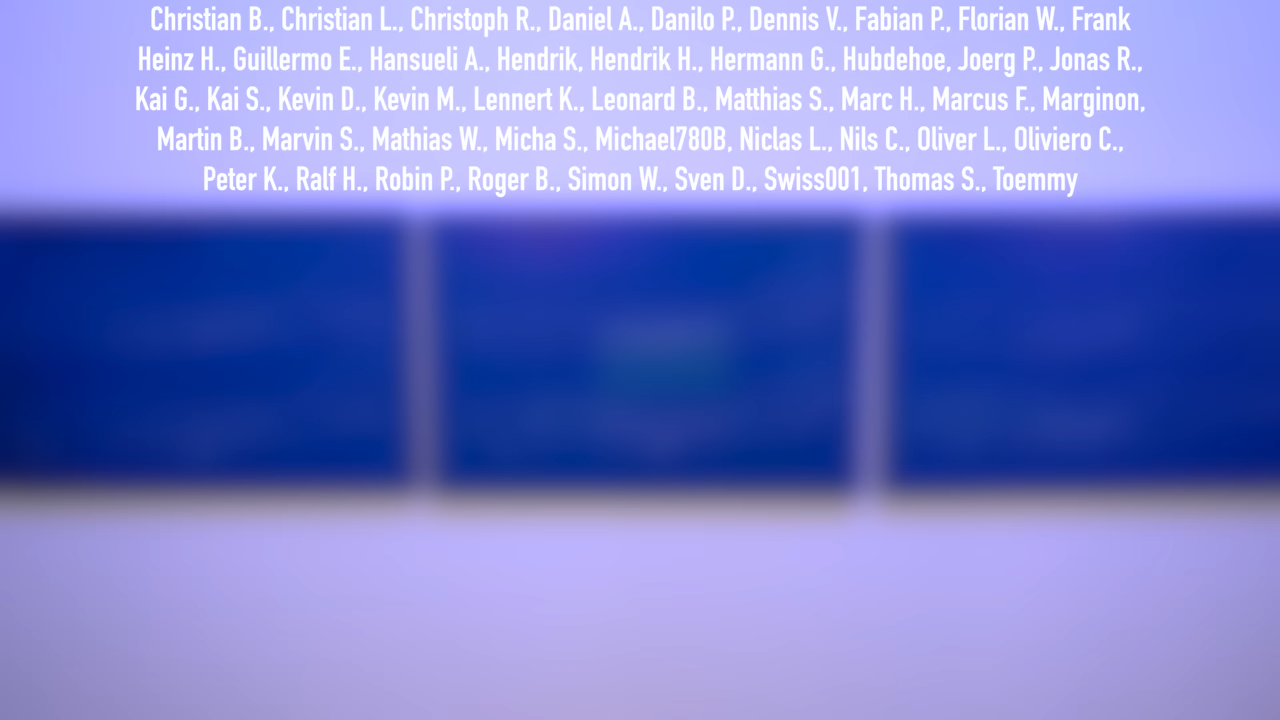 Christian B., Christian L., Christoph R., Daniel A., Danilo P., Dennis V., Fabian P., Florian W., Frank
Heinz H., Guillermo E., Hansueli A., Hendrik, Hendrik H., Hermann G., Hubdehoe, Joerg P., Jonas R.,
Kai G., Kai S., Kevin D., Kevin M., Lennert K., Leonard B., Matthias S., Marc H., Marcus F., Marginon,
Martin B., Marvin S., Mathias W., Micha S., Michael780B, Niclas L., Nils C., Oliver L., Oliviero C.,
Peter K., Ralf H., Robin P., Roger B., Simon W., Sven D., Swiss001, Thomas S., Toemmy